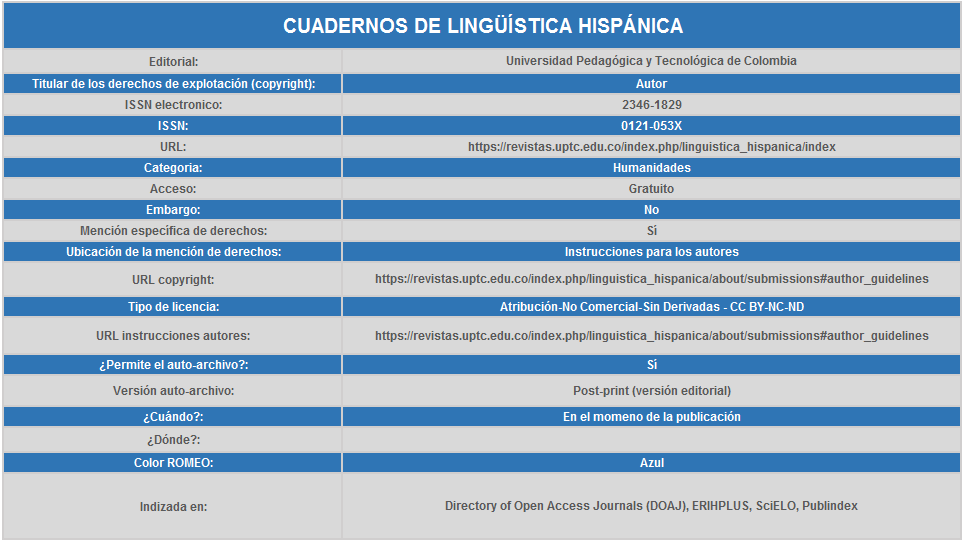 CUADERNOS DE LINGÜÍSTICA HISPÁNICA
Editorial: Universidad Pedagógica y Tecnológica de Colombia
Titular de los derechos de explotación (copyright): Autor
ISSN electronico: 2346-1829
ISSN: 0121-053X
URL: https://revistas.uptc.edu.co/index.php/linguistica_hispanica/index
Categoria: Humanidades
Acceso: Gratuito
Embargo: No
Mención especifica de derechos: Si
Ubicación de la mención de derechos: Instrucciones para los autores
URL copyright: https://revistas.uptc.edu.co/index.php/linguistica_hispanica/about/submissions#author_guidelines
Tipo de licencia: Atribución-No Comercial-Sin Derivadas - CC BY-NC-ND
URL instrucciones autores: https://revistas.uptc.edu.co/index.php/linguistica_hispanica/about/submissions#author_guidelines
¿Permite el auto-archivo?: Sí
Versión auto-archivo: Post-print (versión editorial)
¿Cuándo?: En el momeno de la publicación
¿Dónde?:
Color ROMEO: Azul
Indizada en: Directory of Open Access Journals (DOAJ), ERIHPLUS, SciELO, Publindex